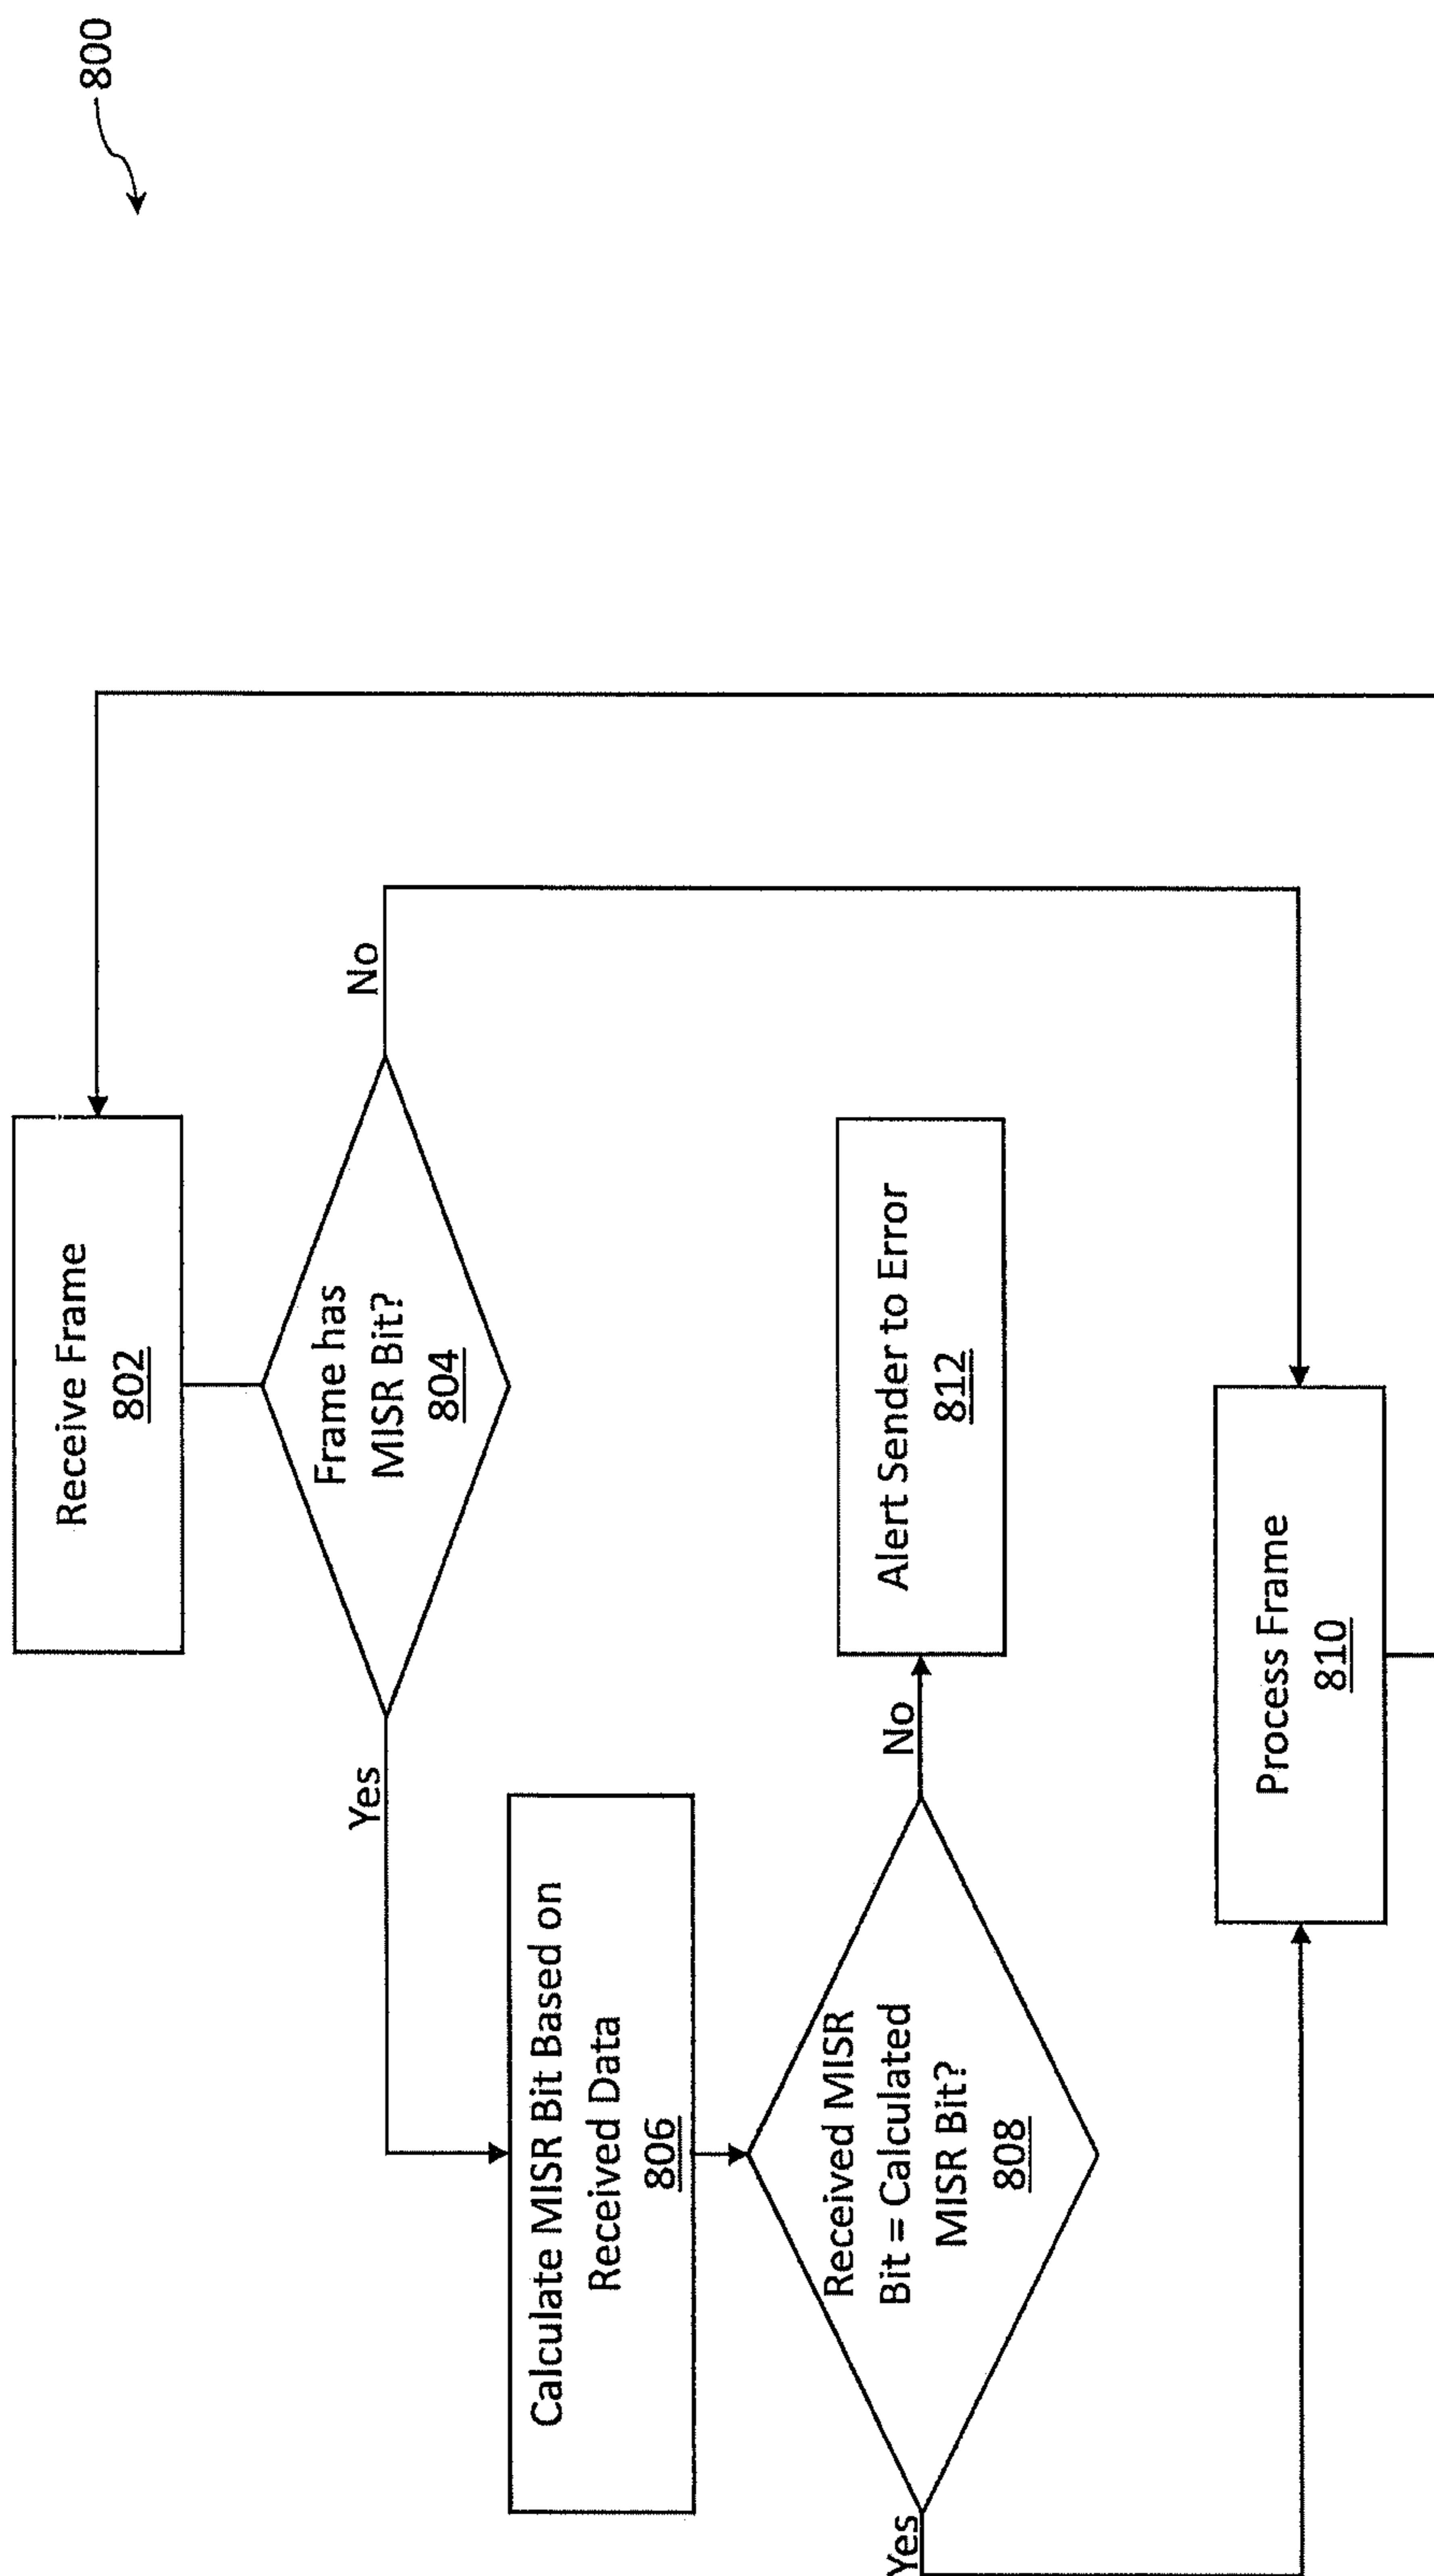 800
Receive Frame
802
Frame has
MISR Bit?
804
Yes
No
Calculate MISR Bit Based on
Received Data
806
Received MISR
Bit = Calculated
MISR Bit?
808
No
Alert Sender to Error
812
Yes
Process Frame
810